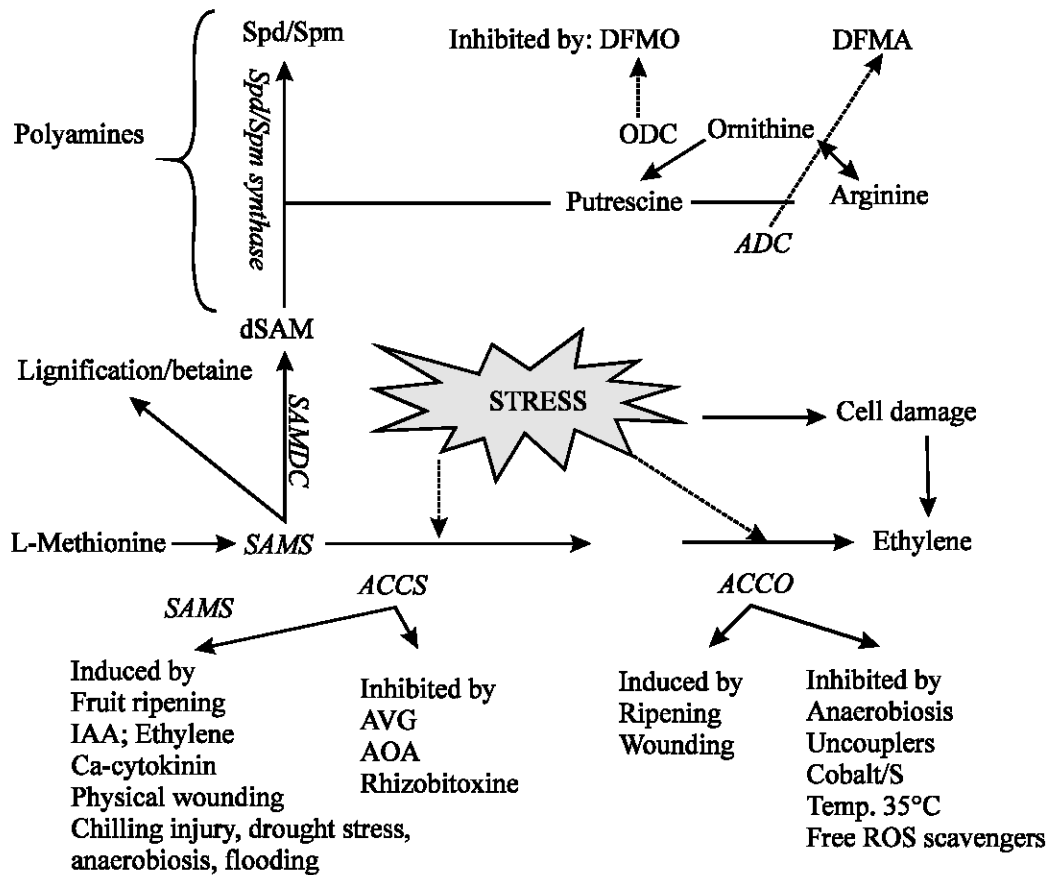 Spd/Spm
Inhibited by: DFMO
DFMA
Spd/Spm synthase
Polyamines
ODC
Ornithine
Putrescine
Arginine
ADC
dSAM
Lignification/betaine
STRESS
SAMDC
Cell damage
L-Methionine
SAMS
Ethylene
SAMS
ACCS
ACCO
Induced by
Fruit ripening
IAA; Ethylene
Ca-cytokinin
Physical wounding
Chilling injury, drought stress,
anaerobiosis, flooding
Inhibited by
AVG
AOA
Rhizobitoxine
Induced by
Ripening
Wounding
Inhibited by
Anaerobiosis
Uncouplers
Cobalt/S
Temp. 35°C
Free ROS scavengers